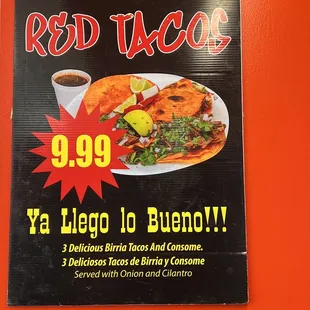 RED TACOS
9.99
Ya Llego lo Bueno!!!
3 Delicious Birria Tacos And Consome.
3 Deliciosos Tacos de Birria y Consome
Served with Onion and Cilantro